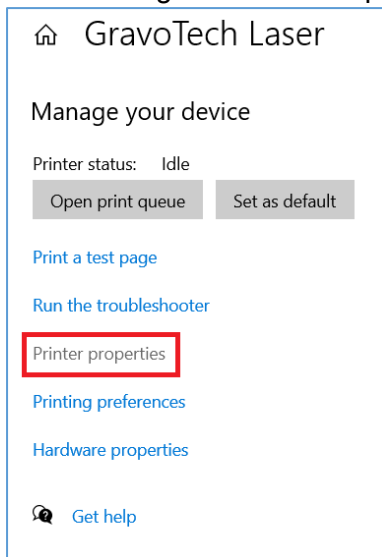 GravoTech Laser
Manage your device
Printer status: Idle
Open print queue Set as default
Print a test page
Run the troubleshooter
Printer properties
Printing preferences
Hardware properties
Get help